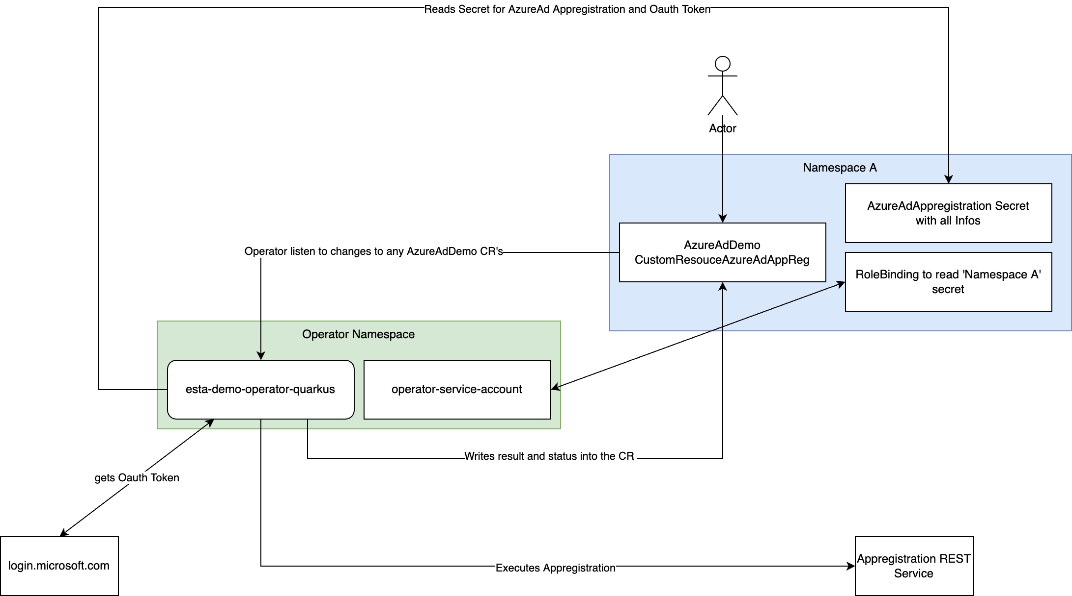 Reads Secret for AzureAd Appregistration and Oauth Token
Actor
Namespace A
AzureAdAppregistration Secret
with all Infos
AzureAdDemo
CustomResouceAzureAdAppReg
Operator listen to changes to any AzureAdDemo CR's
RoleBinding to read 'Namespace A'
secret
Operator Namespace
esta-demo-operator-quarkus
operator-service-account
Writes result and status into the CR
gets Oauth Token
login.microsoft.com
Executes Appregistration
Appregistration REST
Service